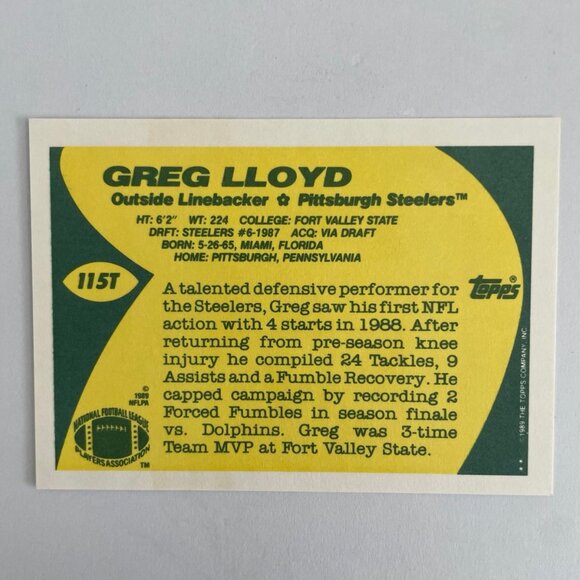 GREG LLOYD
Outside Linebacker ✪ Pittsburgh Steelers™
HT: 6'2" WT: 224 COLLEGE: FORT VALLEY STATE
DRFT: STEELERS #6-1987 ACQ: VIA DRAFT
BORN: 5-26-65, MIAMI, FLORIDA
HOME: PITTSBURGH, PENNSYLVANIA
115T
A talented defensive performer for
the Steelers, Greg saw his first NFL
action with 4 starts in 1988. After
returning from pre-season knee
injury he compiled 24 Tackles, 9
Assists and a Fumble Recovery. He
capped campaign by recording 2
Forced Fumbles in season finale
vs. Dolphins. Greg was 3-time
Team MVP at Fort Valley State.
topps®
©
1989
NFLPA
NATIONAL FOOTBALL LEAGUE
PLAYERS ASSOCIATION
™
** ©1989 THE TOPPS COMPANY, INC.